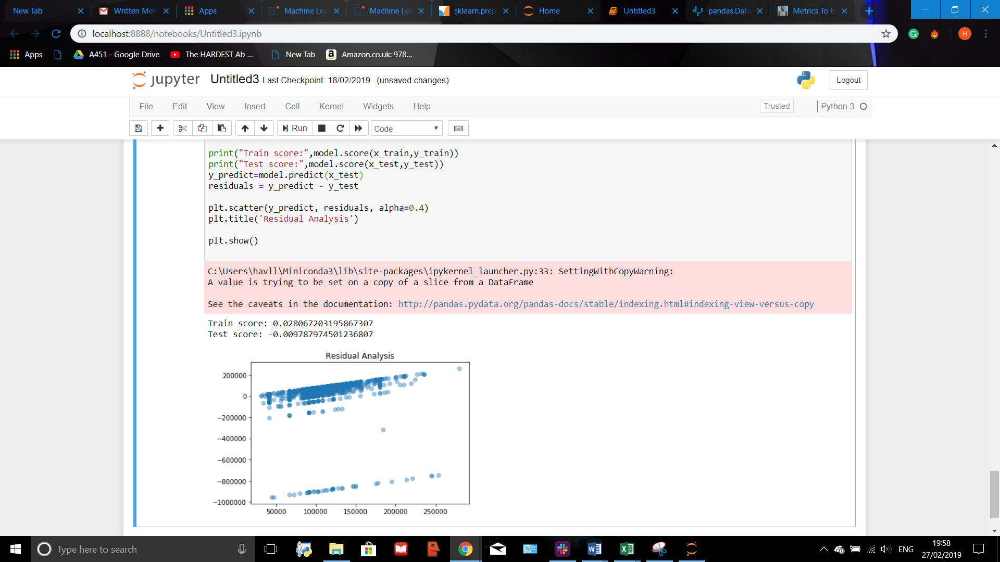 New Tab
Written Mem
Apps
Machine Lea
Machine Lea
sklearn.prep
Home
Untitled3
pandas.Data
Metrics To E
localhost:8888/notebooks/Untitled3.ipynb
H
Apps
A451 - Google Drive
The HARDEST Ab ...
New Tab
Amazon.co.uk: 978...
jupyter
Untitled3 Last Checkpoint: 18/02/2019 (unsaved changes)
Logout
File Edit View Insert Cell Kernel Widgets Help
Trusted
Python 3
Run
Code
print("Train score:",model.score(x_train,y_train))
print("Test score:",model.score(x_test,y_test))
y_predict=model.predict(x_test)
residuals = y_predict - y_test
plt.scatter(y_predict, residuals, alpha=0.4)
plt.title('Residual Analysis')
plt.show()
C:\Users\havll\Miniconda3\lib\site-packages\ipykernel_launcher.py:33: SettingWithCopyWarning:
A value is trying to be set on a copy of a slice from a DataFrame
See the caveats in the documentation: http://pandas.pydata.org/pandas-docs/stable/indexing.html#indexing-view-versus-copy
Train score: 0.028067203195867307
Test score: -0.009787974501236807
Residual Analysis
200000
0
−200000
−400000
−600000
−800000
−1000000
50000 100000 150000 200000 250000
Type here to search
ENG
19:58
27/02/2019